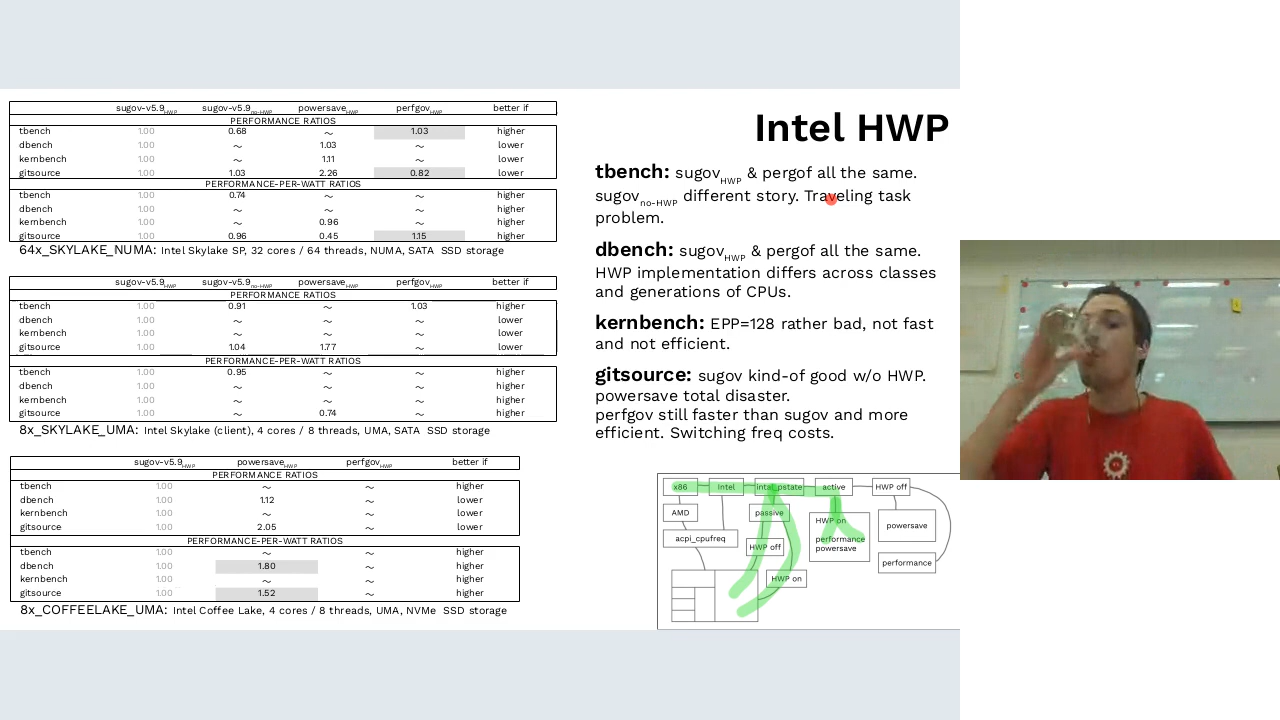 sugov-v5.9HWP sugov-v5.9no-HWP powersaveHWP perfgovHWP better if
PERFORMANCE RATIOS
tbench 1.00 0.68 ~ 1.03 higher
dbench 1.00 ~ 1.03 ~ lower
kernbench 1.00 ~ 1.11 ~ lower
gitsource 1.00 1.03 2.26 0.82 lower
PERFORMANCE-PER-WATT RATIOS
tbench 1.00 0.74 ~ ~ higher
dbench 1.00 ~ ~ ~ higher
kernbench 1.00 ~ 0.96 ~ higher
gitsource 1.00 0.96 0.45 1.15 higher
64x_SKYLAKE_NUMA: Intel Skylake SP, 32 cores / 64 threads, NUMA, SATA SSD storage
sugov-v5.9HWP sugov-v5.9no-HWP powersaveHWP perfgovHWP better if
PERFORMANCE RATIOS
tbench 1.00 0.91 ~ 1.03 higher
dbench 1.00 ~ ~ ~ lower
kernbench 1.00 ~ ~ ~ lower
gitsource 1.00 1.04 1.77 ~ lower
PERFORMANCE-PER-WATT RATIOS
tbench 1.00 0.95 ~ ~ higher
dbench 1.00 ~ ~ ~ higher
kernbench 1.00 ~ ~ ~ higher
gitsource 1.00 ~ 0.74 ~ higher
8x_SKYLAKE_UMA: Intel Skylake (client), 4 cores / 8 threads, UMA, SATA SSD storage
sugov-v5.9HWP powersaveHWP perfgovHWP better if
PERFORMANCE RATIOS
tbench 1.00 ~ ~ higher
dbench 1.00 1.12 ~ lower
kernbench 1.00 ~ ~ lower
gitsource 1.00 2.05 ~ lower
PERFORMANCE-PER-WATT RATIOS
tbench 1.00 ~ ~ higher
dbench 1.00 1.80 ~ higher
kernbench 1.00 ~ ~ higher
gitsource 1.00 1.52 ~ higher
8x_COFFEELAKE_UMA: Intel Coffee Lake, 4 cores / 8 threads, UMA, NVMe SSD storage
Intel HWP
tbench: sugovHWP & pergof all the same.
sugovno-HWP different story. Traveling task
problem.
dbench: sugovHWP & pergof all the same.
HWP implementation differs across classes
and generations of CPUs.
kernbench: EPP=128 rather bad, not fast
and not efficient.
gitsource: sugov kind-of good w/o HWP.
powersave total disaster.
perfgov still faster than sugov and more
efficient. Switching freq costs.
x86 Intel intel_pstate active HWP off
AMD passive HWP on
powersave
acpi_cpufreq performance
HWP off powersave
performance
HWP on